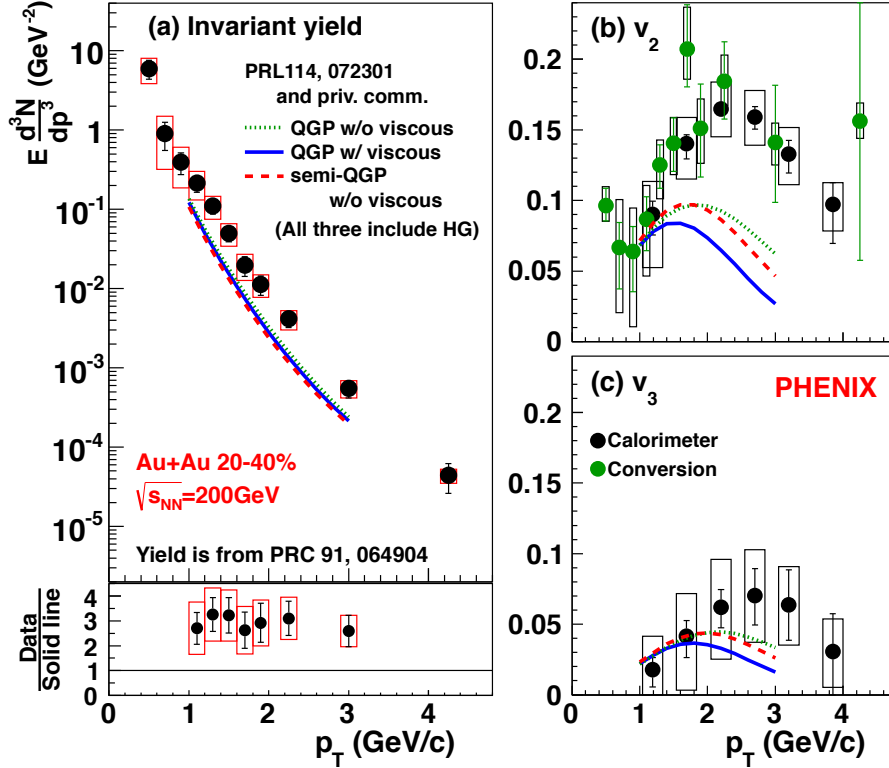 (a) Invariant yield
E d³N/dp³ (GeV⁻²)
PRL114, 072301
and priv. comm.
QGP w/o viscous
QGP w/ viscous
semi-QGP
w/o viscous
(All three include HG)
10
1
10⁻¹
10⁻²
10⁻³
10⁻⁴
10⁻⁵
Au+Au 20-40%
√sNN=200GeV
Yield is from PRC 91, 064904
Data
Solid line
4
3
2
1
0
0 2 4
pT (GeV/c)
(b) v₂
0.2
0.15
0.1
0.05
0
(c) v₃
PHENIX
Calorimeter
Conversion
0.2
0.15
0.1
0.05
0
0 1 2 3 4
pT (GeV/c)